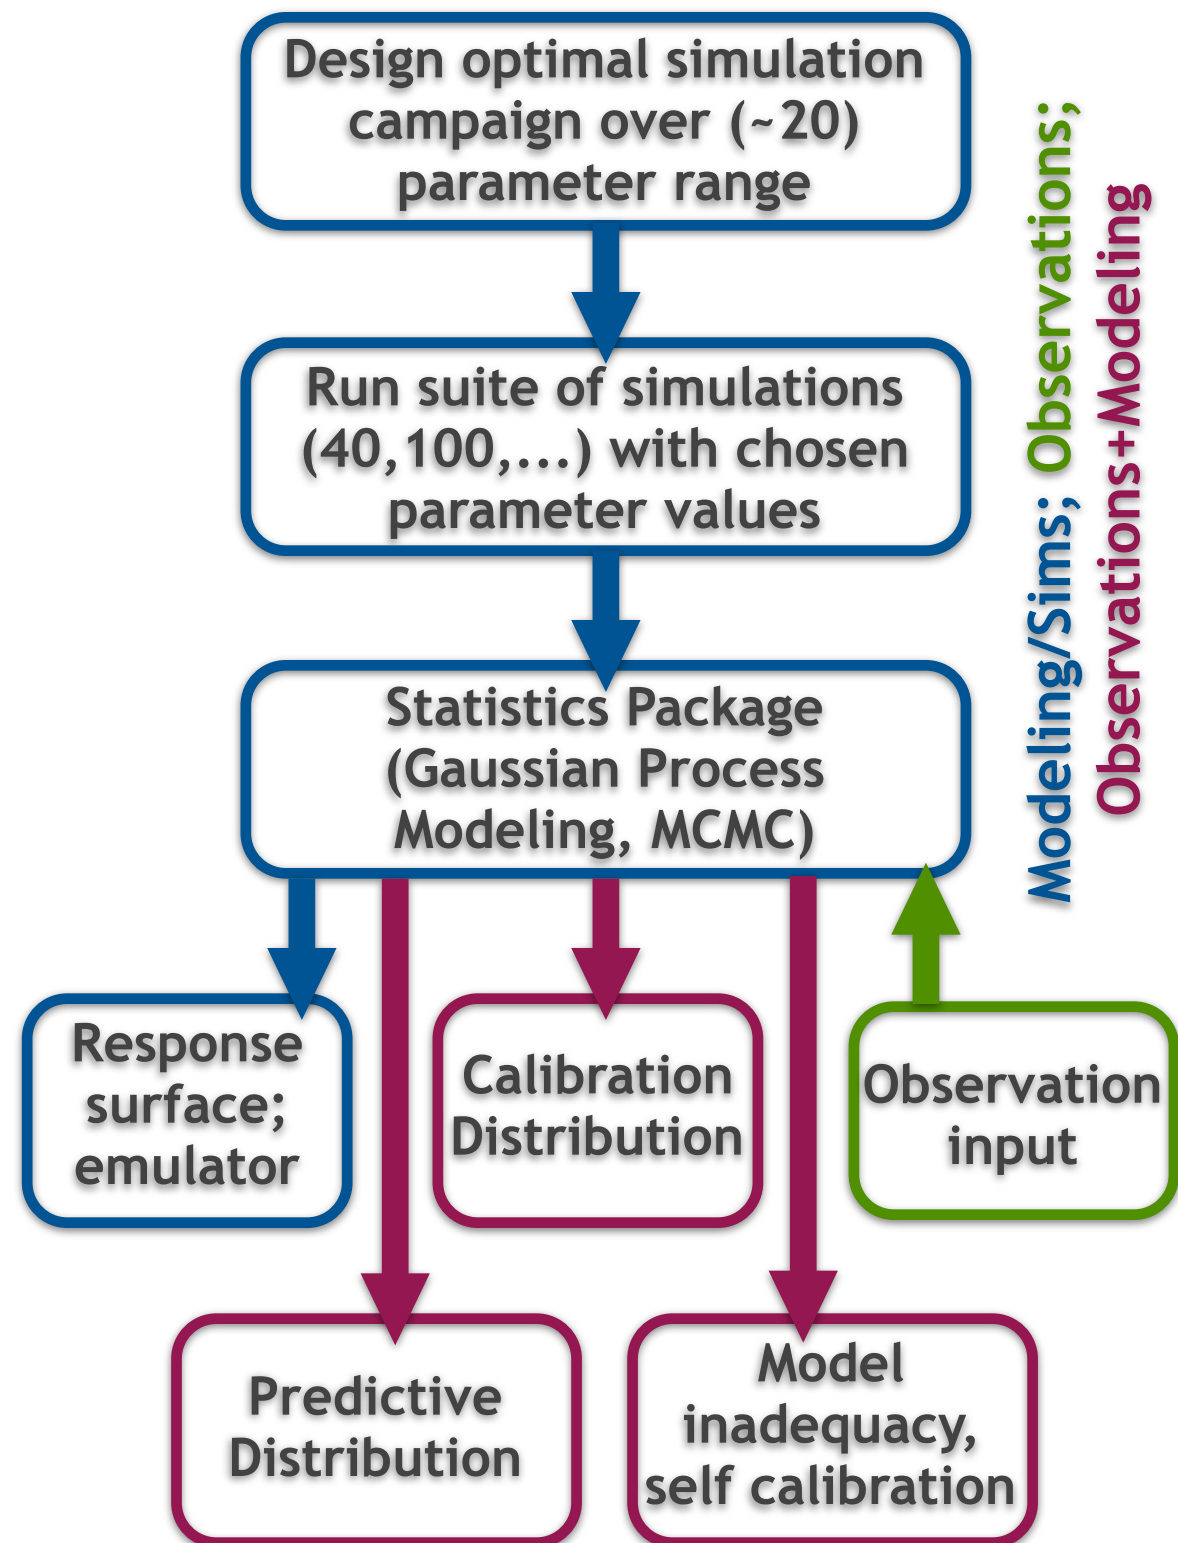 Design optimal simulation
campaign over (~20)
parameter range
Run suite of simulations
(40,100,...) with chosen
parameter values
Statistics Package
(Gaussian Process
Modeling, MCMC)
Modeling/Sims; Observations;
Observations+Modeling
Response
surface;
emulator
Calibration
Distribution
Observation
input
Predictive
Distribution
Model
inadequacy,
self calibration